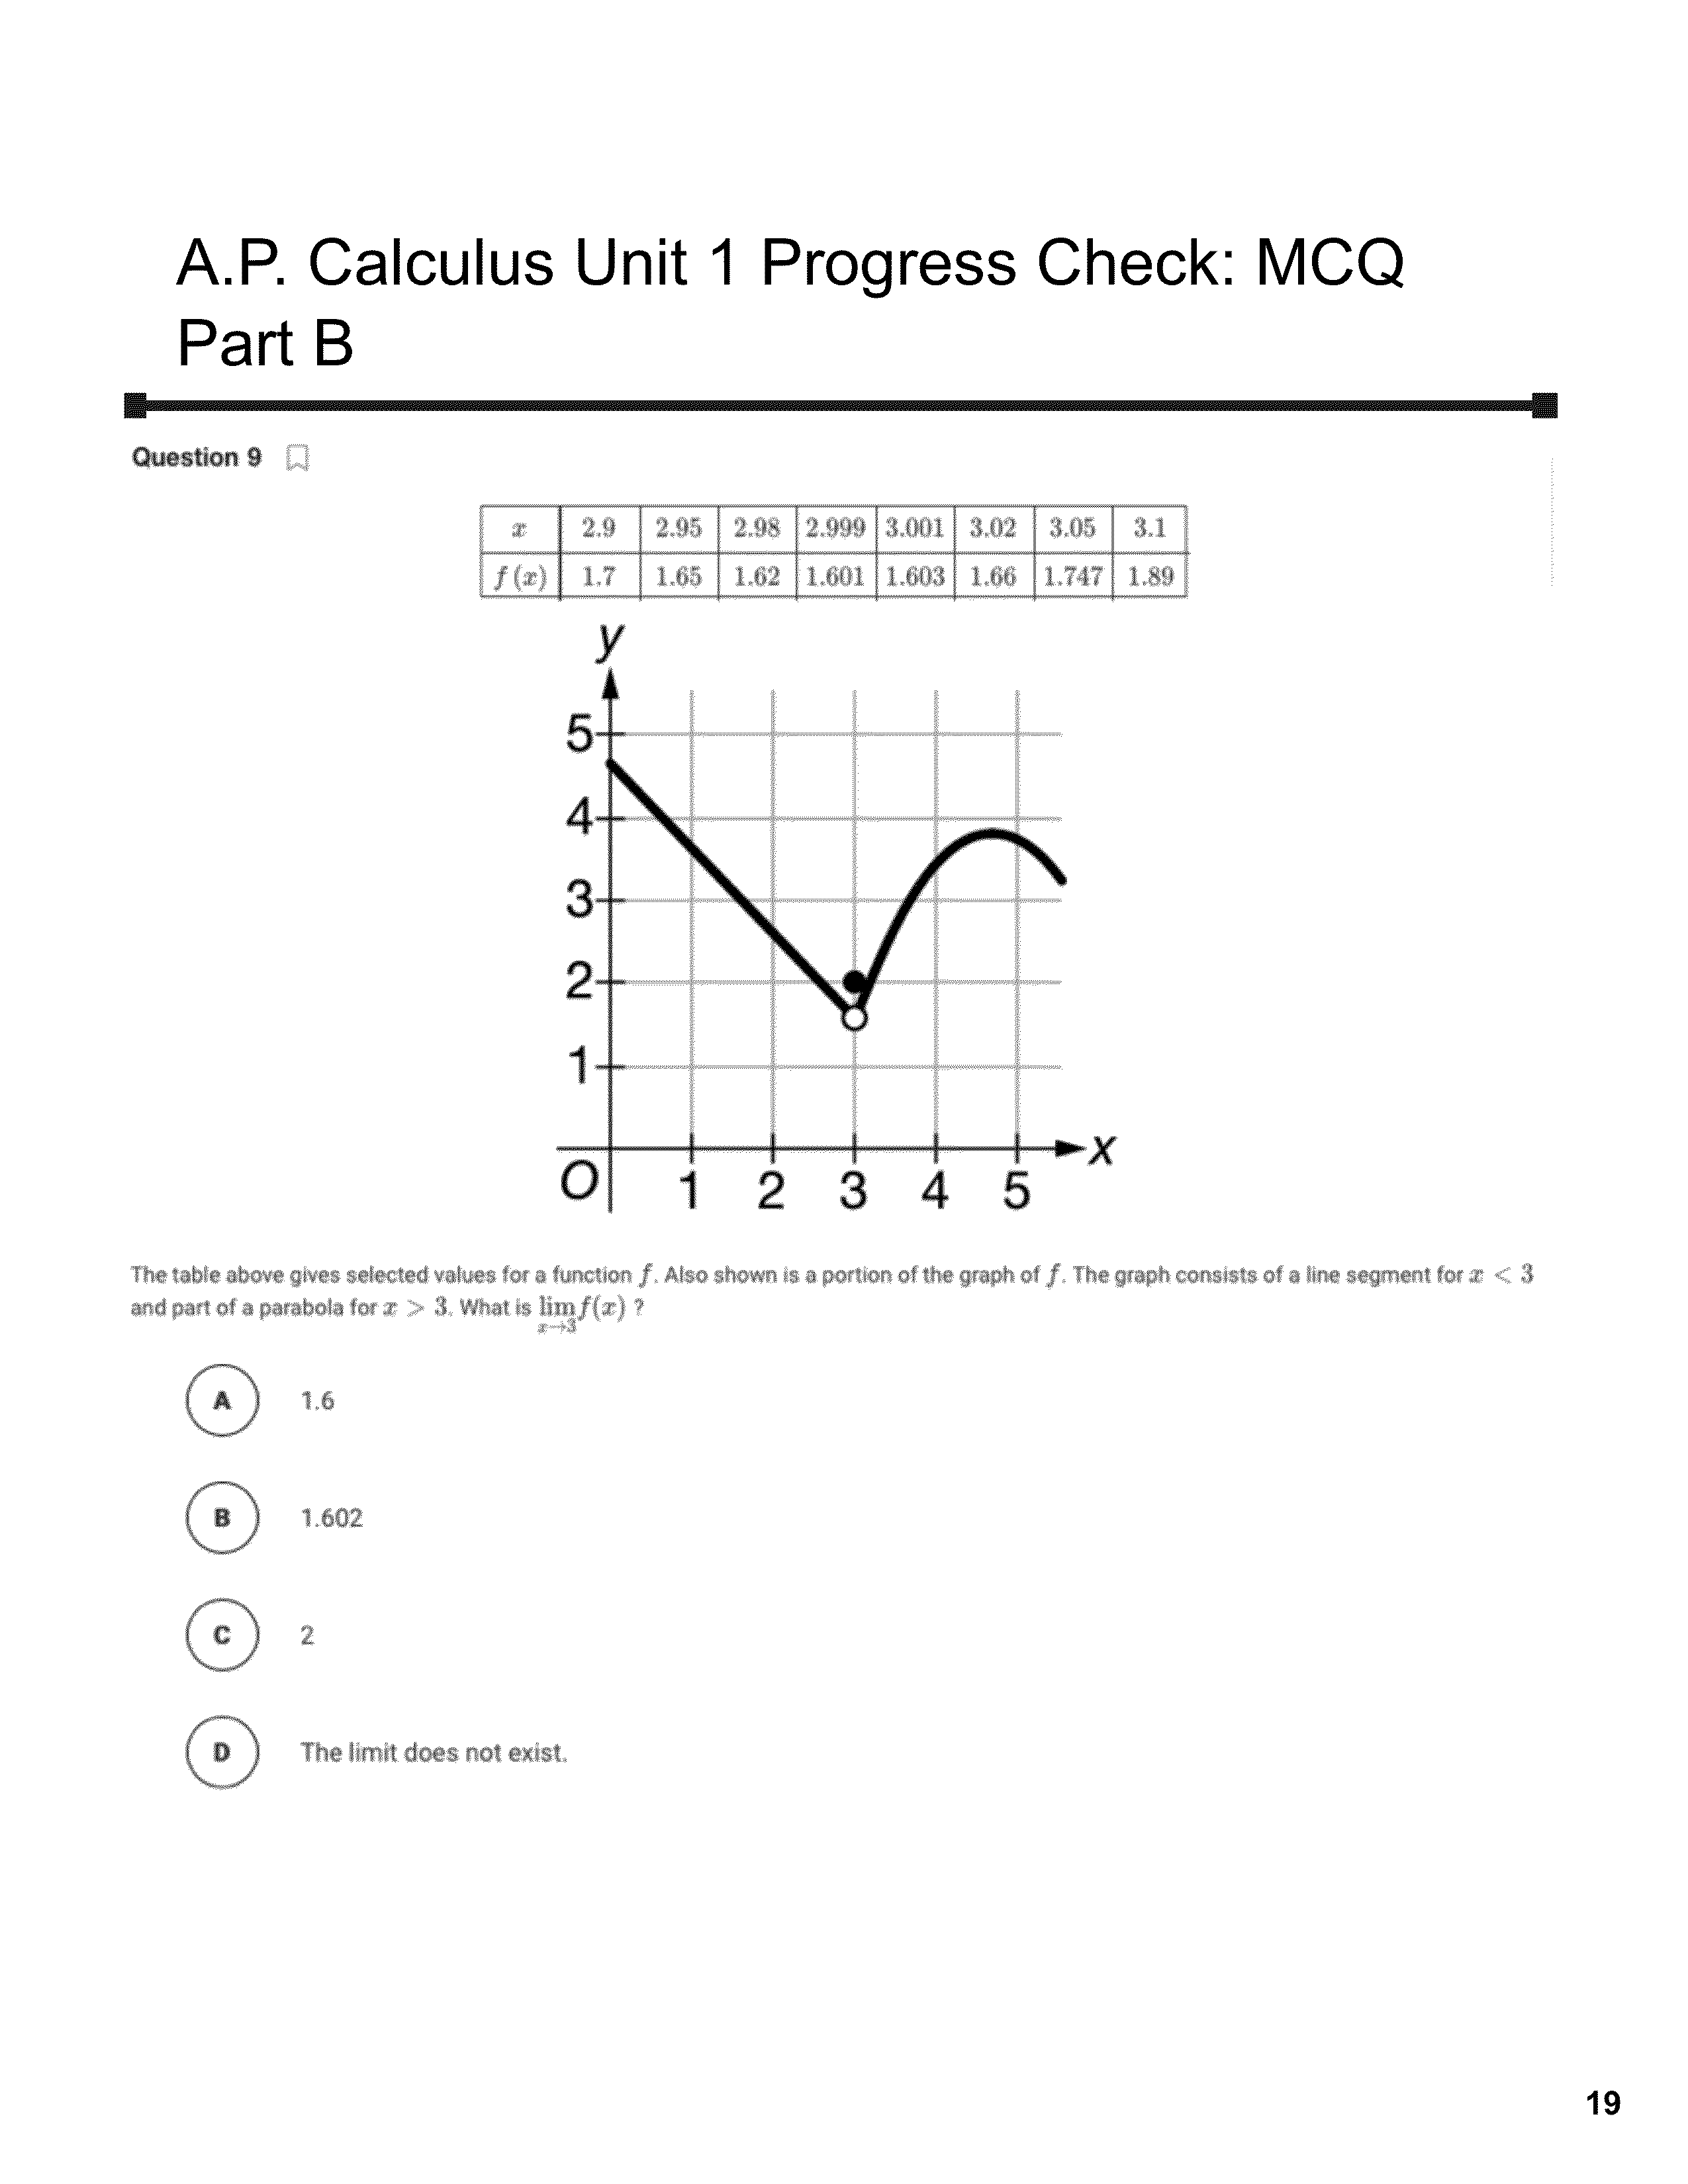 A.P. Calculus Unit 1 Progress Check: MCQ
Part B
Question 9
x 2.9 2.95 2.98 2.999 3.001 3.02 3.05 3.1
f (x) 1.7 1.65 1.62 1.601 1.603 1.66 1.747 1.89
y
5
4
3
2
1
x
O 1 2 3 4 5
The table above gives selected values for a function f. Also shown is a portion of the graph of f. The graph consists of a line segment for x < 3
and part of a parabola for x > 3. What is lim f(x) ?
x→3
A 1.6
B 1.602
C 2
D The limit does not exist.
19